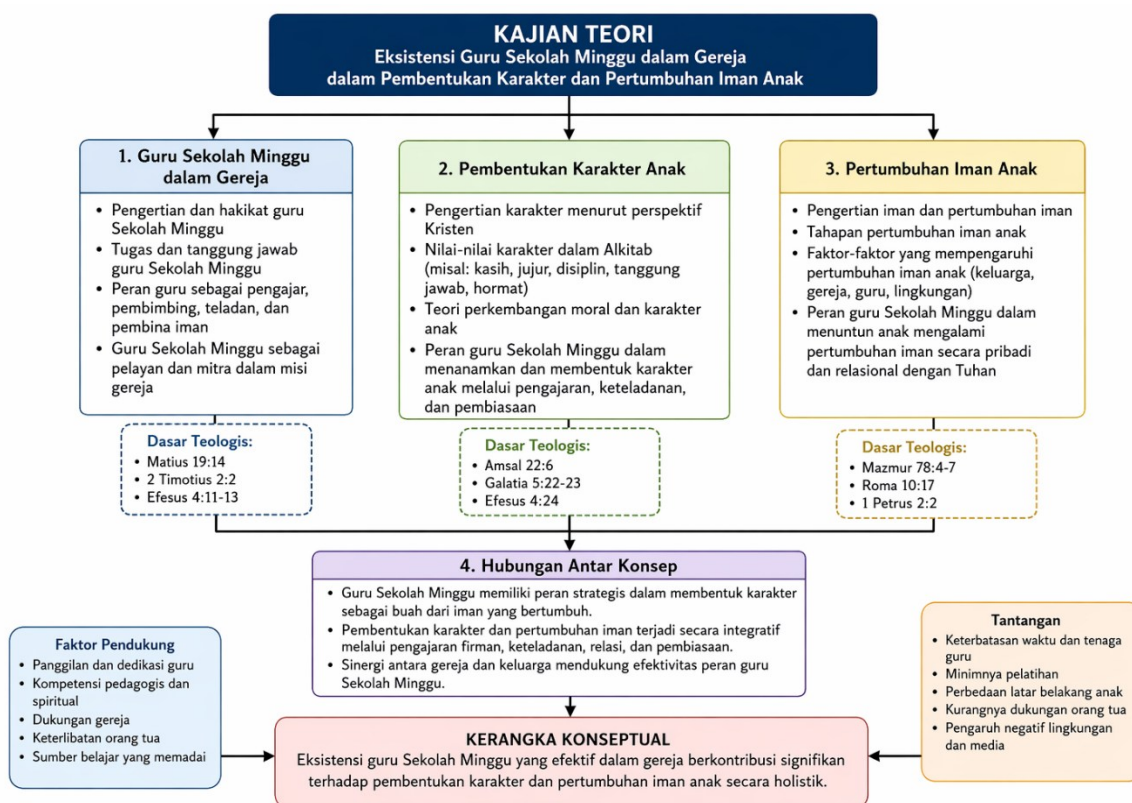 KAJIAN TEORI
Eksistensi Guru Sekolah Minggu dalam Gereja
dalam Pembentukan Karakter dan Pertumbuhan Iman Anak
1. Guru Sekolah Minggu
dalam Gereja
• Pengertian dan hakikat guru
Sekolah Minggu
• Tugas dan tanggung jawab
guru Sekolah Minggu
• Peran guru sebagai pengajar,
pembimbing, teladan, dan
pembina iman
• Guru Sekolah Minggu sebagai
pelayan dan mitra dalam misi
gereja
Dasar Teologis:
• Matius 19:14
• 2 Timotius 2:2
• Efesus 4:11-13
2. Pembentukan Karakter Anak
• Pengertian karakter menurut perspektif
Kristen
• Nilai-nilai karakter dalam Alkitab
(misal: kasih, jujur, disiplin, tanggung
jawab, hormat)
• Teori perkembangan moral dan karakter
anak
• Peran guru Sekolah Minggu dalam
menanamkan dan membentuk karakter
anak melalui pengajaran, keteladanan,
dan pembiasaan
Dasar Teologis:
• Amsal 22:6
• Galatia 5:22-23
• Efesus 4:24
3. Pertumbuhan Iman Anak
• Pengertian iman dan pertumbuhan iman
• Tahapan pertumbuhan iman anak
• Faktor-faktor yang mempengaruhi
pertumbuhan iman anak (keluarga,
gereja, guru, lingkungan)
• Peran guru Sekolah Minggu dalam
menuntun anak mengalami
pertumbuhan iman secara pribadi
dan relasional dengan Tuhan
Dasar Teologis:
• Mazmur 78:4-7
• Roma 10:17
• 1 Petrus 2:2
4. Hubungan Antar Konsep
• Guru Sekolah Minggu memiliki peran strategis dalam membentuk karakter
sebagai buah dari iman yang bertumbuh.
• Pembentukan karakter dan pertumbuhan iman terjadi secara integratif
melalui pengajaran firman, keteladanan, relasi, dan pembiasaan.
• Sinergi antara gereja dan keluarga mendukung efektivitas peran guru
Sekolah Minggu.
Faktor Pendukung
• Panggilan dan dedikasi guru
• Kompetensi pedagogis dan
spiritual
• Dukungan gereja
• Keterlibatan orang tua
• Sumber belajar yang memadai
Tantangan
• Keterbatasan waktu dan tenaga
guru
• Minimnya pelatihan
• Perbedaan latar belakang anak
• Kurangnya dukungan orang tua
• Pengaruh negatif lingkungan
dan media
KERANGKA KONSEPTUAL
Eksistensi guru Sekolah Minggu yang efektif dalam gereja berkontribusi signifikan
terhadap pembentukan karakter dan pertumbuhan iman anak secara holistik.